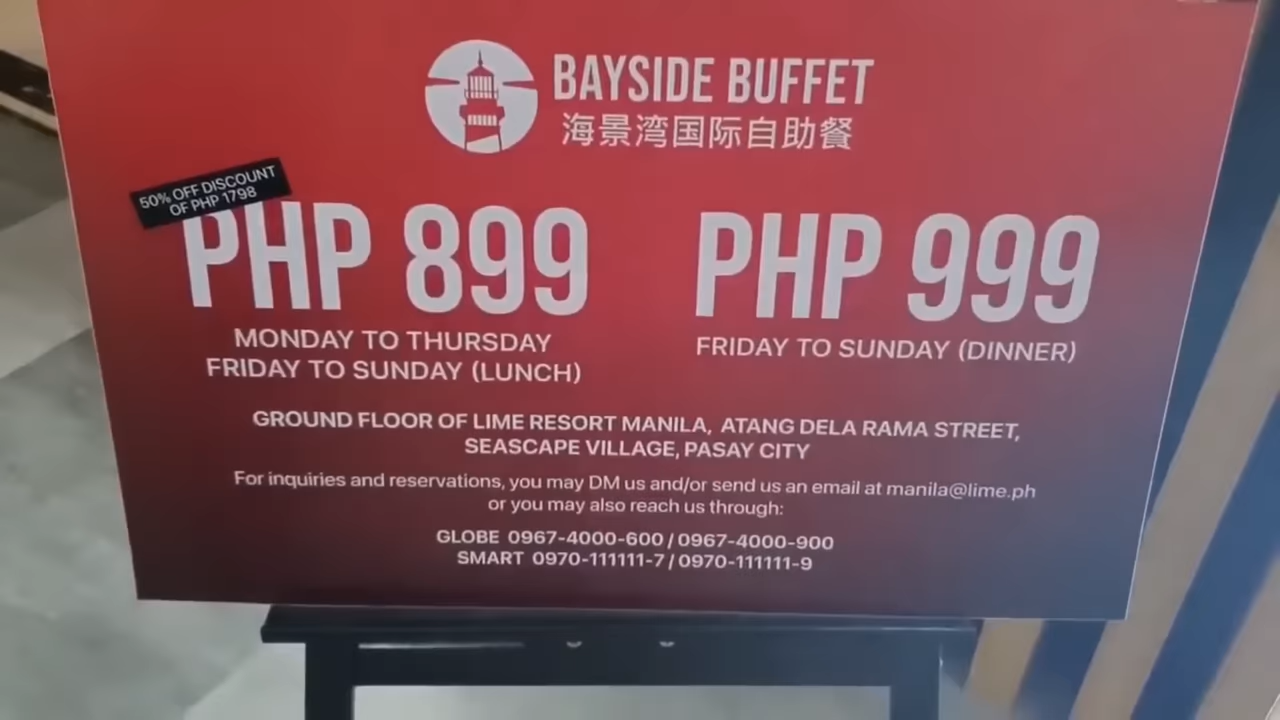 BAYSIDE BUFFET
海景湾国际自助餐
50% OFF DISCOUNT
OF PHP 1798
PHP 899
MONDAY TO THURSDAY
FRIDAY TO SUNDAY (LUNCH)
PHP 999
FRIDAY TO SUNDAY (DINNER)
GROUND FLOOR OF LIME RESORT MANILA, ATANG DELA RAMA STREET,
SEASCAPE VILLAGE, PASAY CITY
For inquiries and reservations, you may DM us and/or send us an email at manila@lime.ph
or you may also reach us through:
GLOBE 0967-4000-600 / 0967-4000-900
SMART 0970-111111-7 / 0970-111111-9